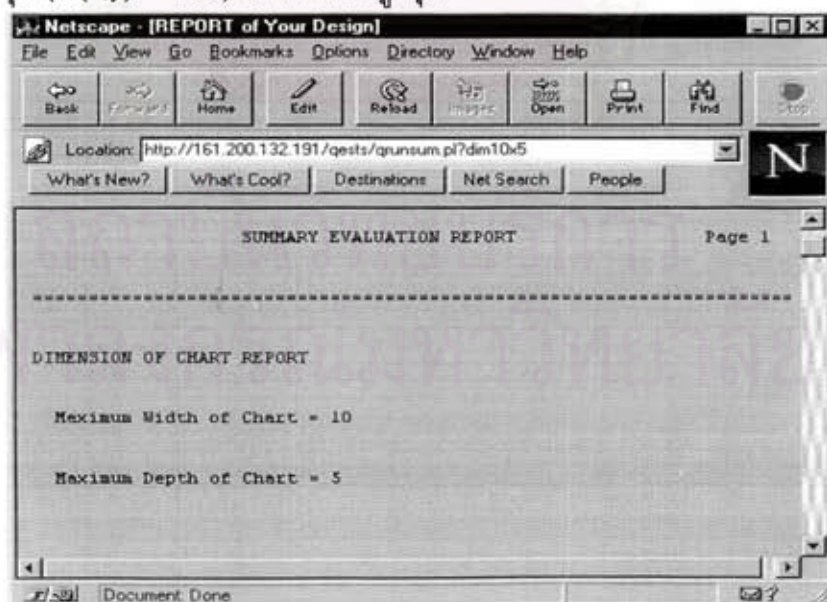 Netscape - [REPORT of Your Design]
File Edit View Go Bookmarks Options Directory Window Help
Back Forward Home Edit Reload Images Open Print Find Stop
Location: http://161.200.132.191/qests/qrunsum.pl?dim10x5
N
What's New? What's Cool? Destinations Net Search People
SUMMARY EVALUATION REPORT Page 1
DIMENSION OF CHART REPORT
Maximum Width of Chart = 10
Maximum Depth of Chart = 5
Document: Done